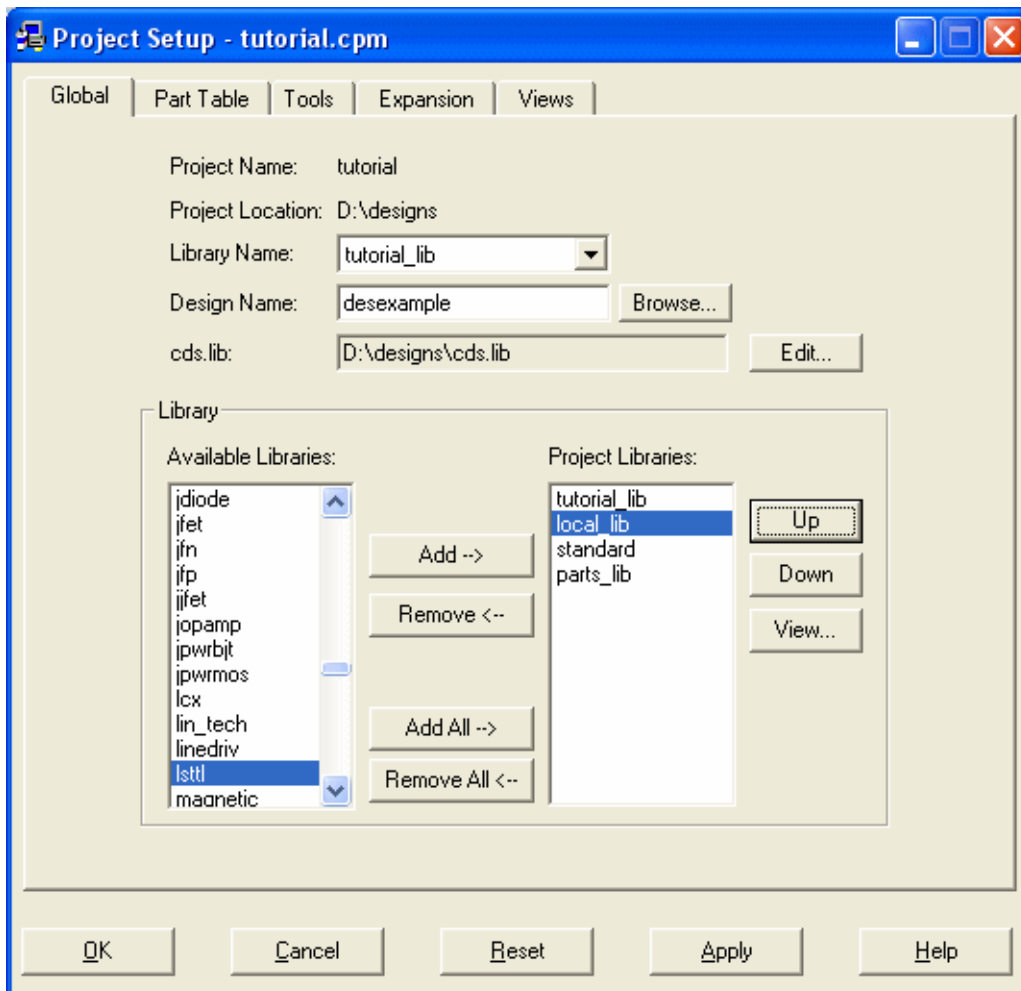 Project Setup - tutorial.cpm
Global Part Table Tools Expansion Views
Project Name: tutorial
Project Location: D:\designs
Library Name: tutorial_lib
Design Name: desexample Browse...
cds.lib: D:\designs\cds.lib Edit...
Library
Available Libraries:
jdiode
jfet
jfn
jfp
jjfet
jopamp
jpwrbjt
jpwrmos
lcx
lin_tech
linedriv
lsttl
magnetic
Add -->
Remove <--
Add All -->
Remove All <--
Project Libraries:
tutorial_lib
local_lib
standard
parts_lib
Up
Down
View...
OK Cancel Reset Apply Help